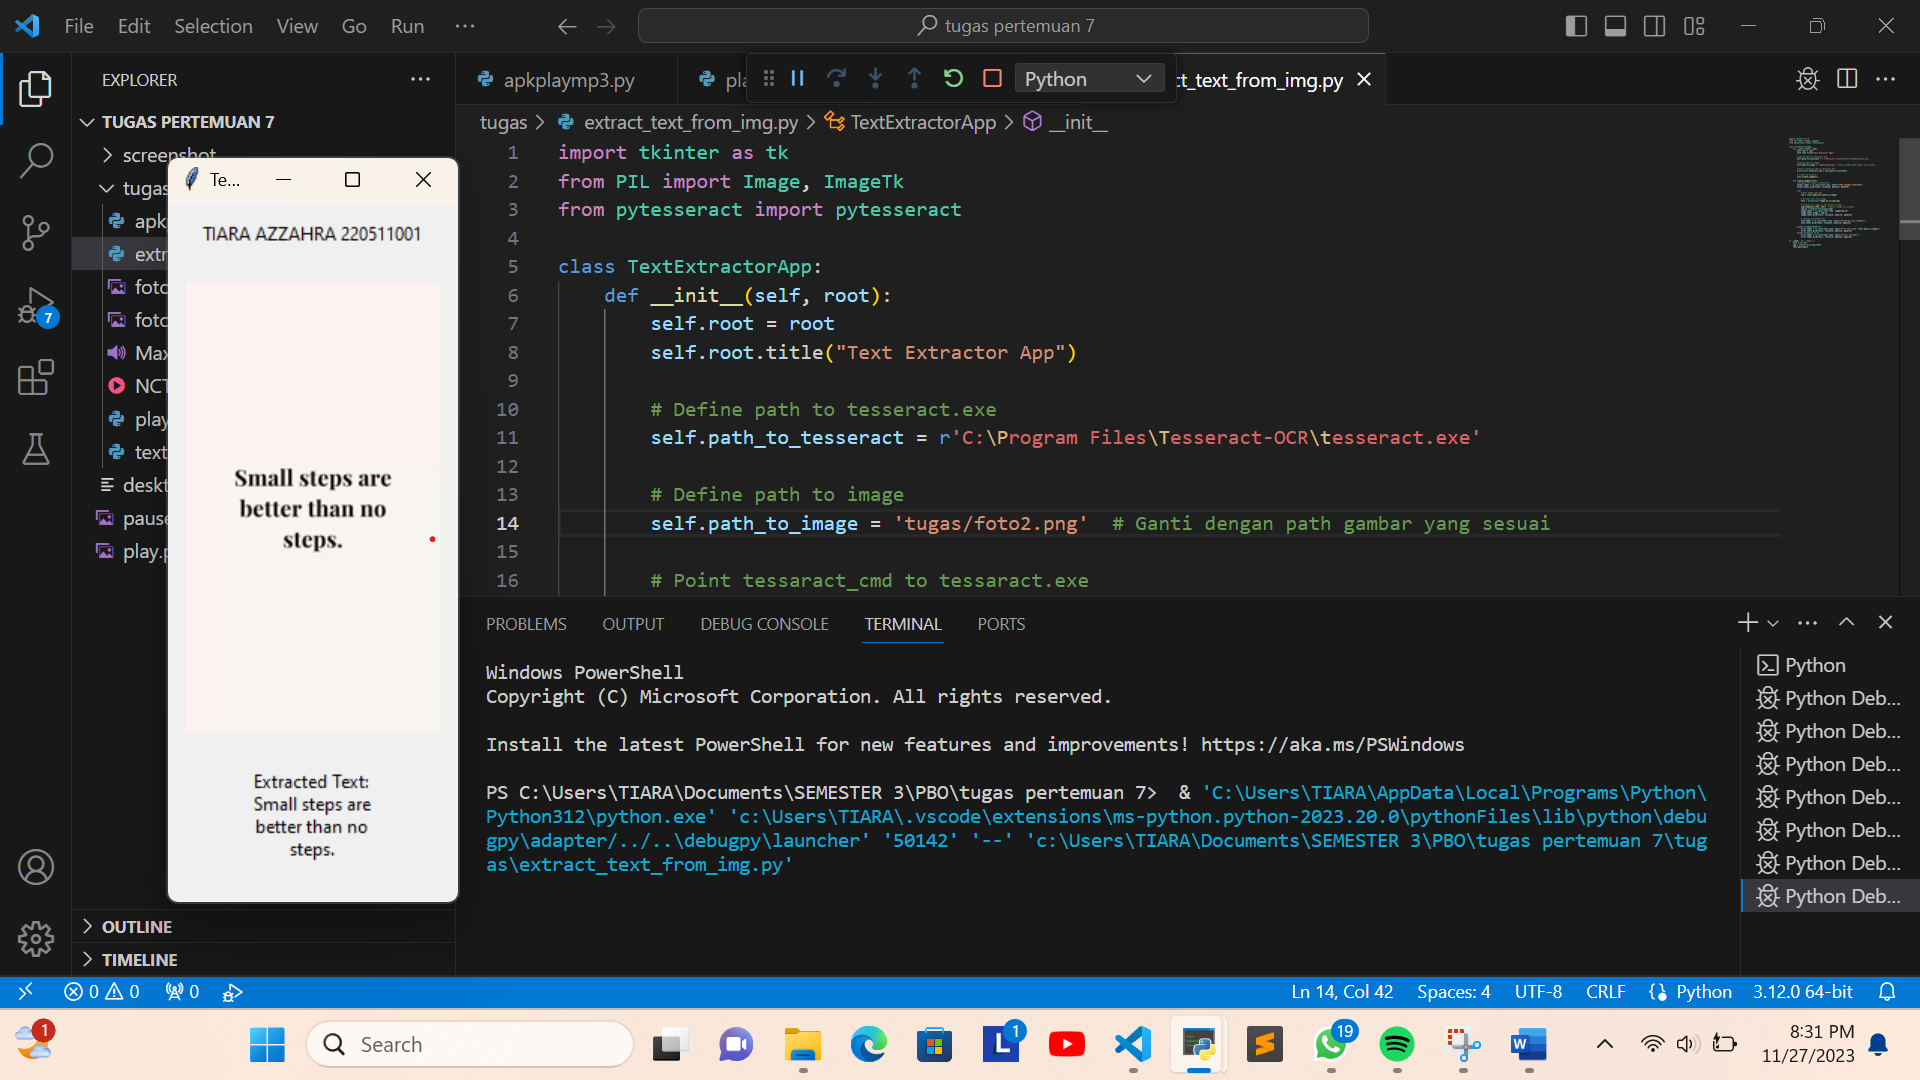 File Edit Selection View Go Run ...
tugas pertemuan 7
EXPLORER
TUGAS PERTEMUAN 7
screenshot
tugas
apk
extr
foto
foto
Max
NCT
play
text
deskt
pause
play.p
OUTLINE
TIMELINE
7
Te...
TIARA AZZAHRA 220511001
Small steps are
better than no
steps.
Extracted Text:
Small steps are
better than no
steps.
apkplaymp3.py
pla
Python
ct_text_from_img.py
tugas > extract_text_from_img.py > TextExtractorApp > __init__
1 import tkinter as tk
2 from PIL import Image, ImageTk
3 from pytesseract import pytesseract
4
5 class TextExtractorApp:
6 def __init__(self, root):
7 self.root = root
8 self.root.title("Text Extractor App")
9
10 # Define path to tesseract.exe
11 self.path_to_tesseract = r'C:\Program Files\Tesseract-OCR\tesseract.exe'
12
13 # Define path to image
14 self.path_to_image = 'tugas/foto2.png' # Ganti dengan path gambar yang sesuai
15
16 # Point tessaract_cmd to tessaract.exe
PROBLEMS OUTPUT DEBUG CONSOLE TERMINAL PORTS
Windows PowerShell
Copyright (C) Microsoft Corporation. All rights reserved.
Install the latest PowerShell for new features and improvements! https://aka.ms/PSWindows
PS C:\Users\TIARA\Documents\SEMESTER 3\PBO\tugas pertemuan 7> & 'C:\Users\TIARA\AppData\Local\Programs\Python\
Python312\python.exe' 'c:\Users\TIARA\.vscode\extensions\ms-python.python-2023.20.0\pythonFiles\lib\python\debu
gpy\adapter/../..\debugpy\launcher' '50142' '--' 'c:\Users\TIARA\Documents\SEMESTER 3\PBO\tugas pertemuan 7\tug
as\extract_text_from_img.py'
Python
Python Deb...
Python Deb...
Python Deb...
Python Deb...
Python Deb...
Python Deb...
Python Deb...
0 0 0
Ln 14, Col 42 Spaces: 4 UTF-8 CRLF Python 3.12.0 64-bit
1
Search
L
1
19
W
8:31 PM
11/27/2023